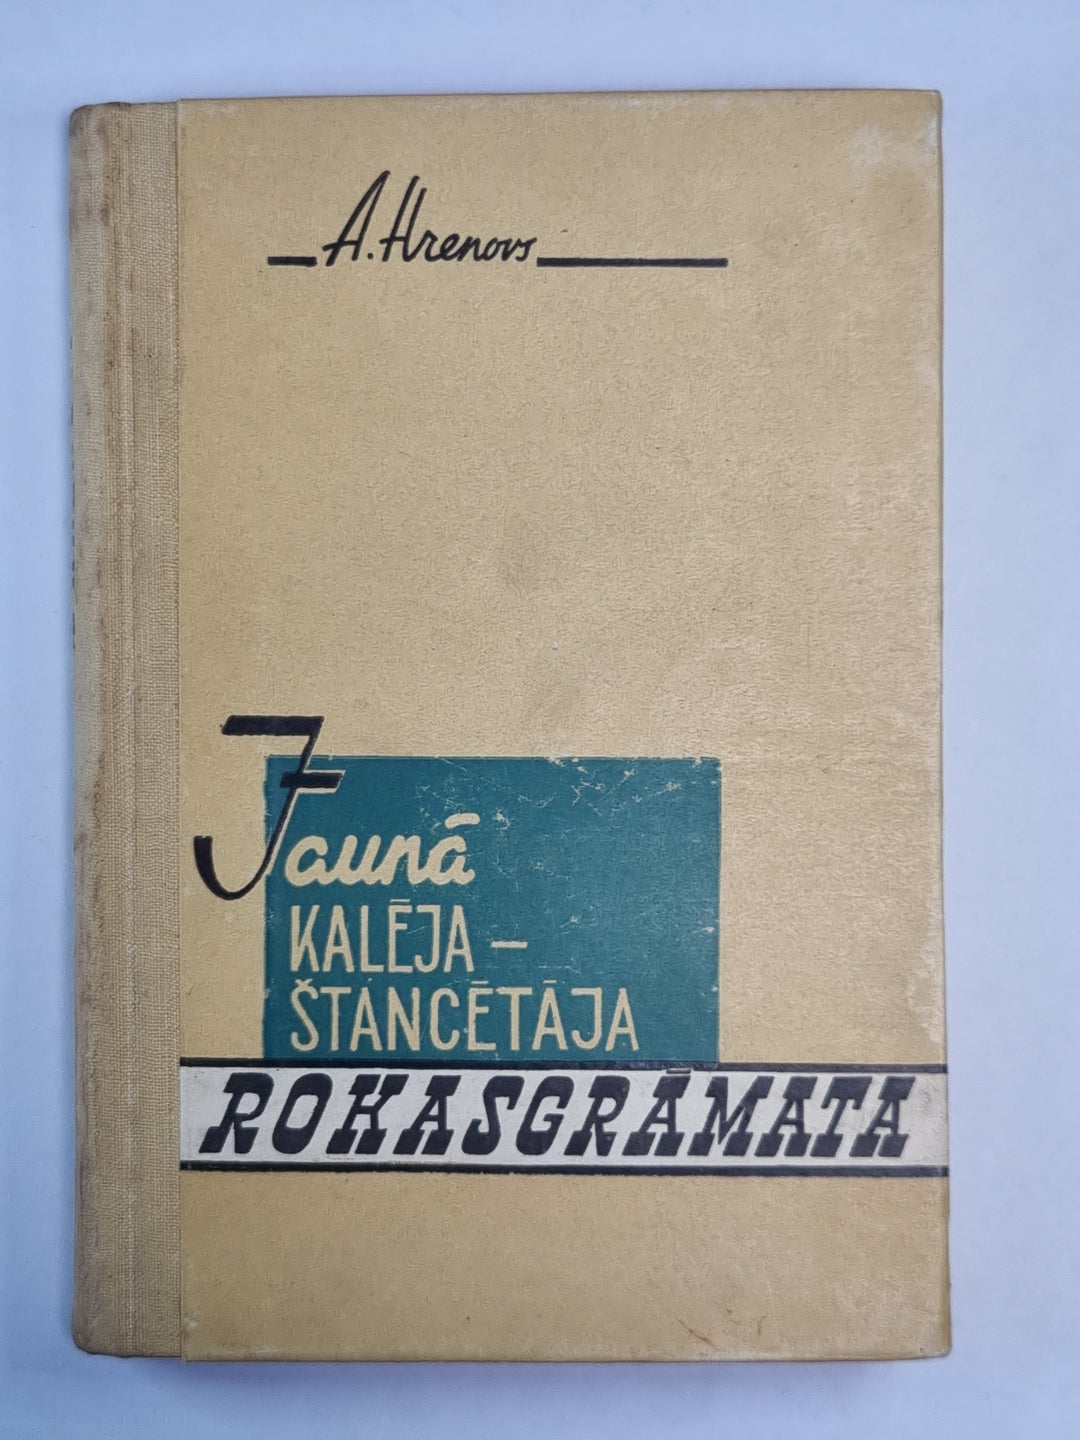 A. Hrenovs
Jaunā
KALĒJA –
ŠTANCĒTĀJA
ROKASGRĀMATA